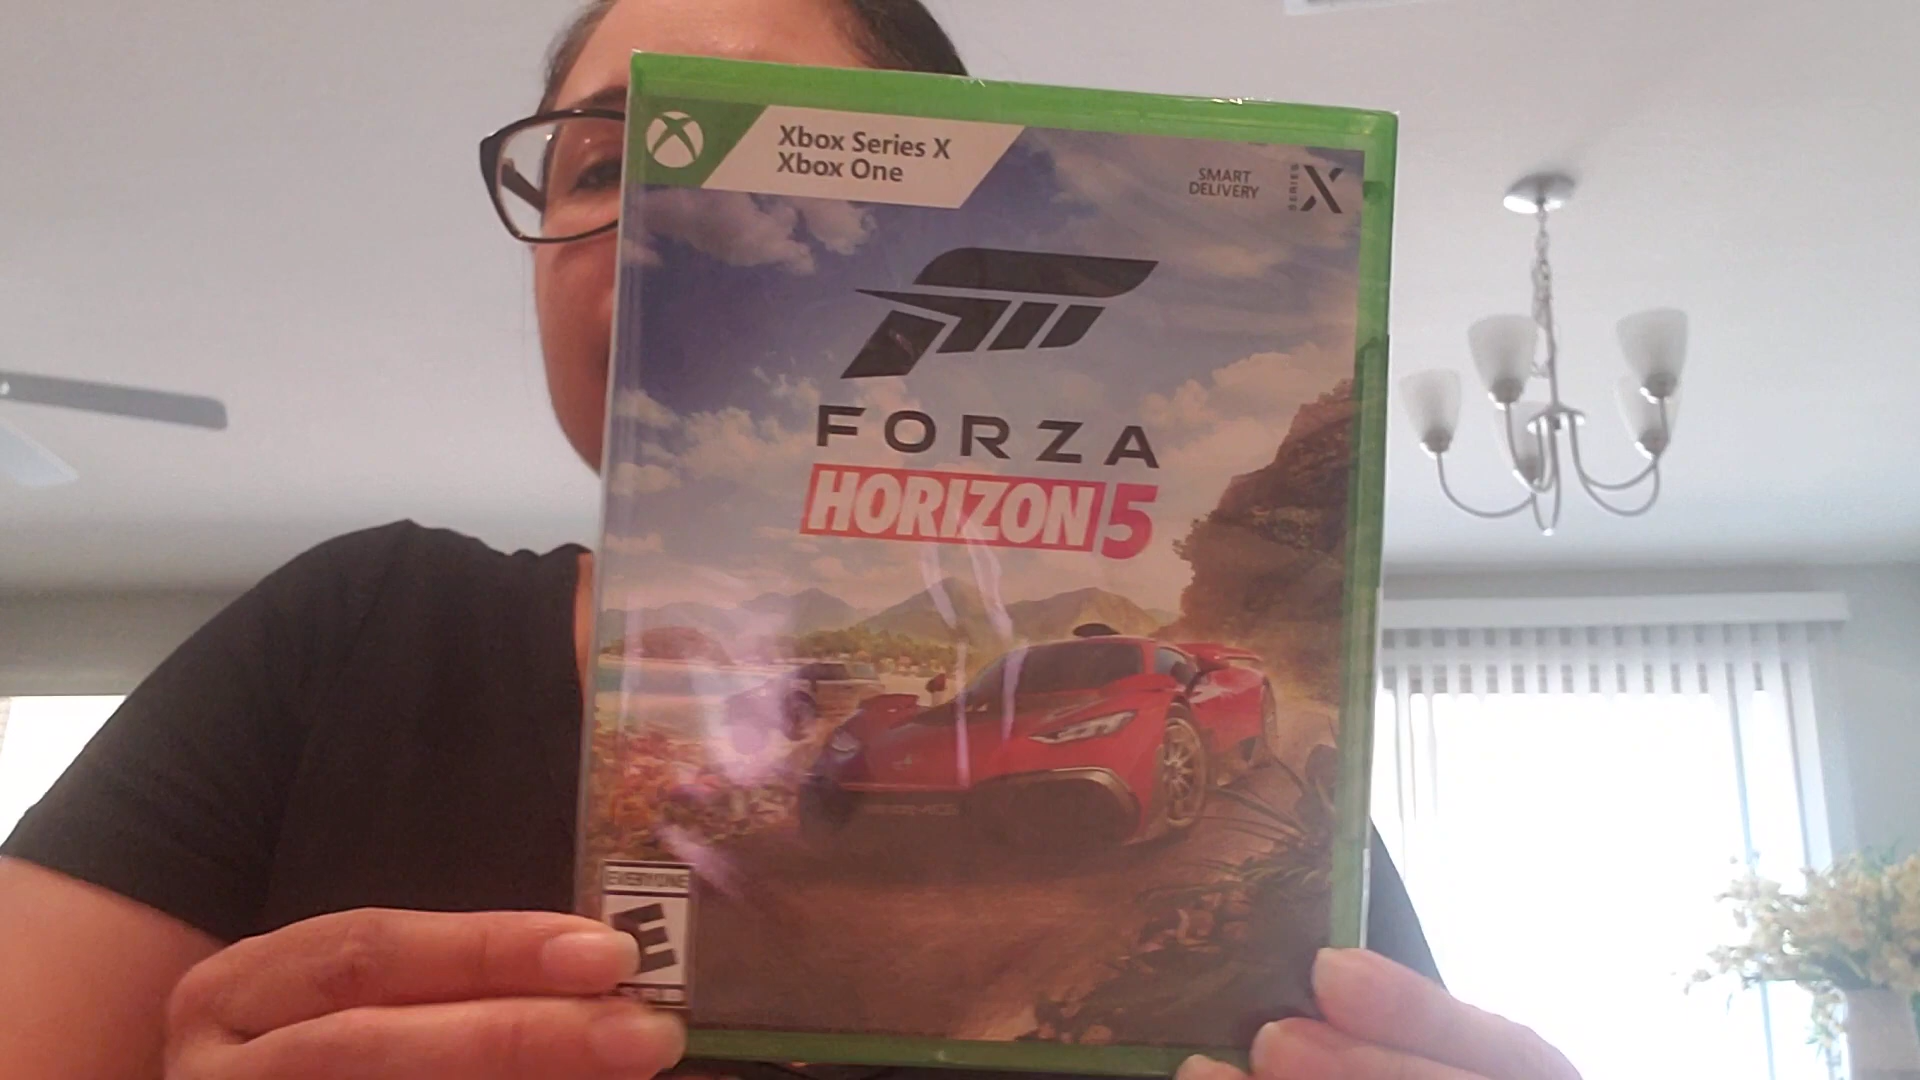 Xbox Series X
Xbox One
SMART
DELIVERY
SERIES
X
FORZA
HORIZON 5
EVERYONE
E